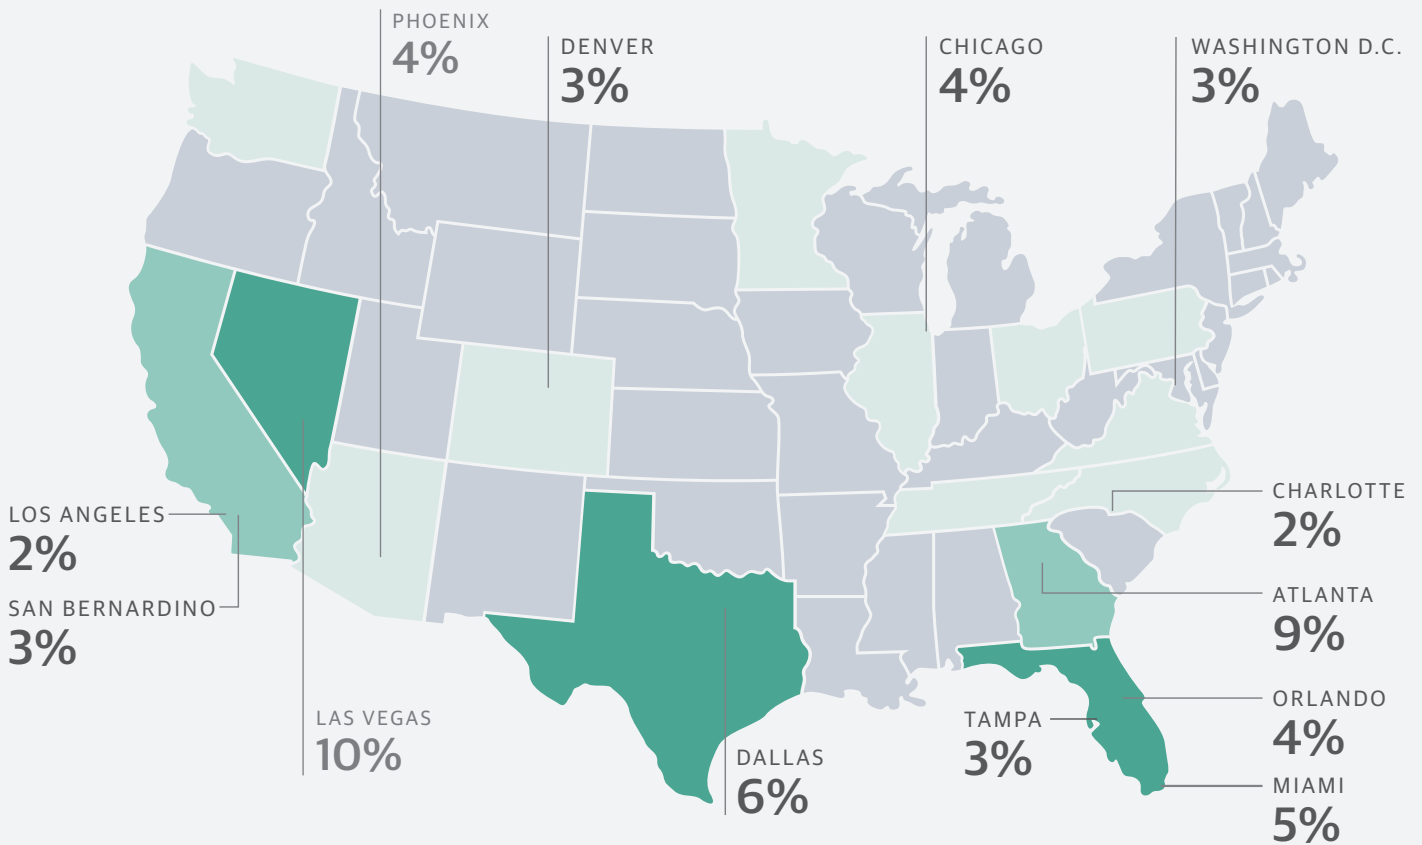 PHOENIX
4%
DENVER
3%
CHICAGO
4%
WASHINGTON D.C.
3%
LOS ANGELES
2%
SAN BERNARDINO
3%
LAS VEGAS
10%
DALLAS
6%
TAMPA
3%
CHARLOTTE
2%
ATLANTA
9%
ORLANDO
4%
MIAMI
5%